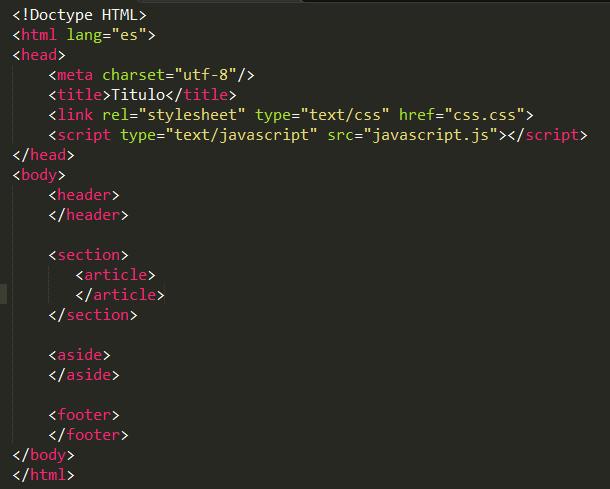 <!Doctype HTML>
<html lang="es">
<head>
    <meta charset="utf-8"/>
    <title>Titulo</title>
    <link rel="stylesheet" type="text/css" href="css.css">
    <script type="text/javascript" src="javascript.js"></script>
</head>
<body>
    <header>
    </header>

    <section>
       <article>
       </article>
    </section>

    <aside>
    </aside>

    <footer>
    </footer>
</body>
</html>